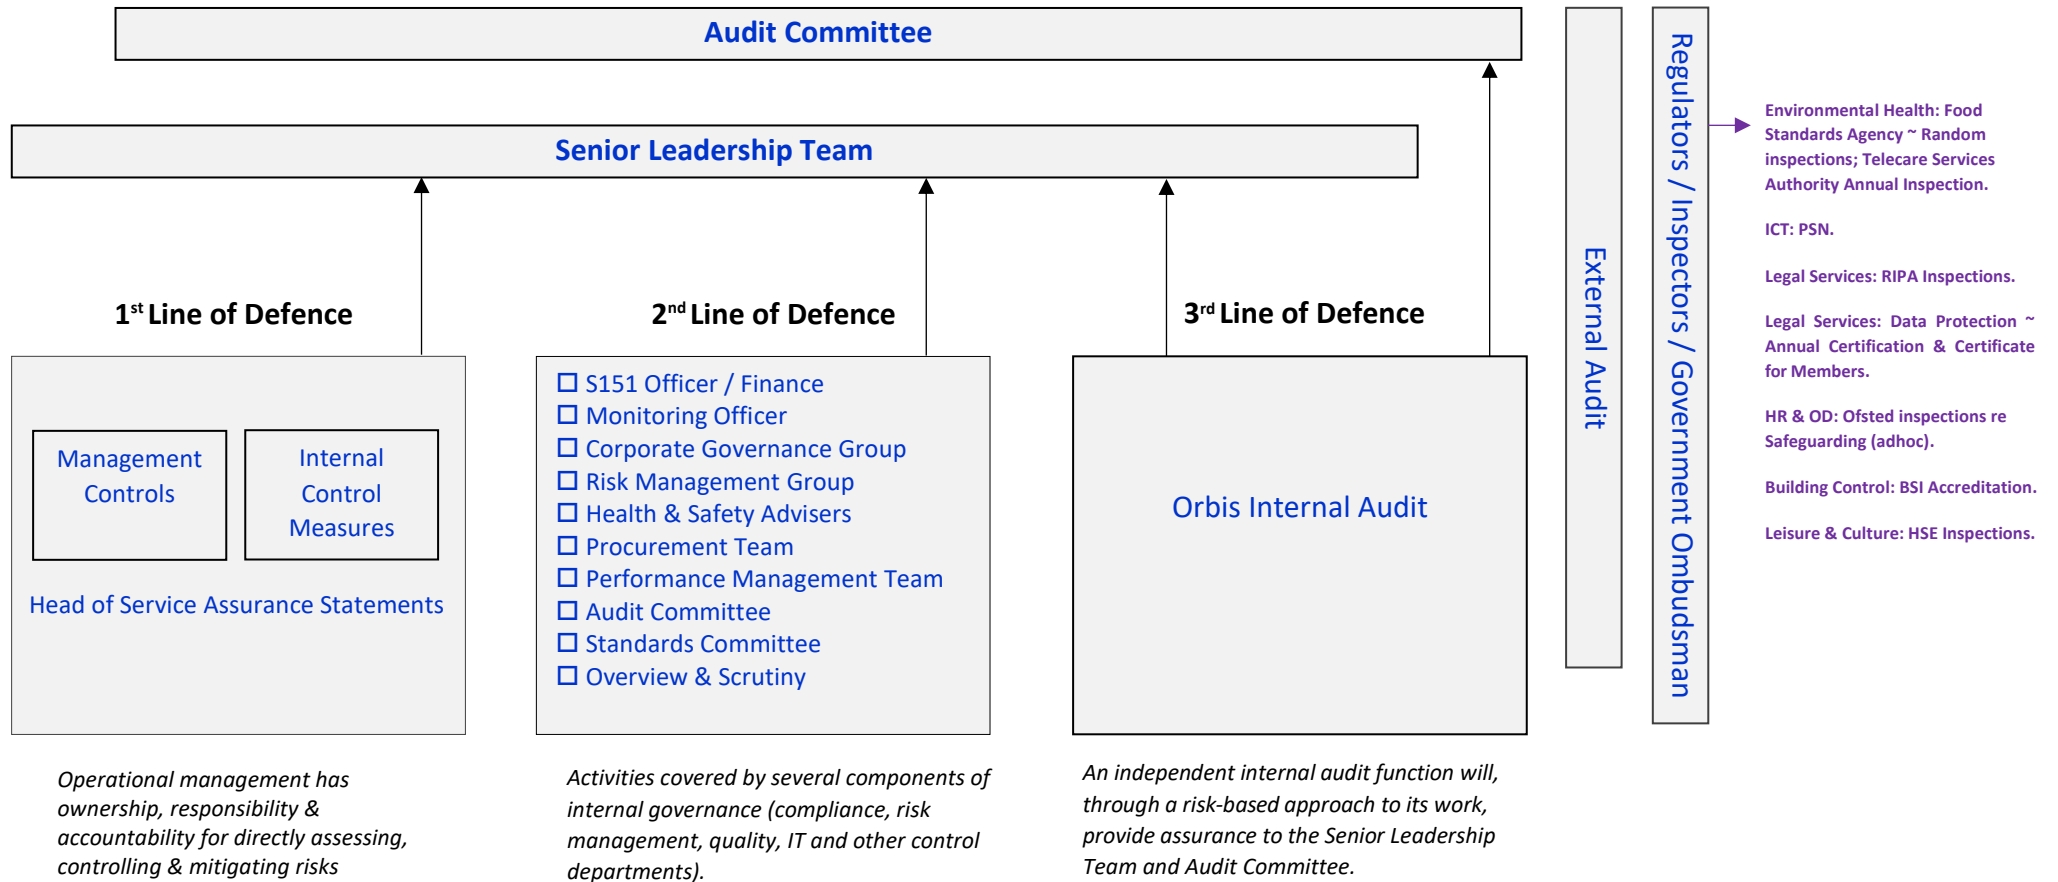 Audit Committee
Senior Leadership Team
1st Line of Defence
Management
Controls
Internal
Control
Measures
Head of Service Assurance Statements
Operational management has
ownership, responsibility &
accountability for directly assessing,
controlling & mitigating risks
2nd Line of Defence
☐ S151 Officer / Finance
☐ Monitoring Officer
☐ Corporate Governance Group
☐ Risk Management Group
☐ Health & Safety Advisers
☐ Procurement Team
☐ Performance Management Team
☐ Audit Committee
☐ Standards Committee
☐ Overview & Scrutiny
Activities covered by several components of
internal governance (compliance, risk
management, quality, IT and other control
departments).
3rd Line of Defence
Orbis Internal Audit
An independent internal audit function will,
through a risk-based approach to its work,
provide assurance to the Senior Leadership
Team and Audit Committee.
External Audit
Regulators / Inspectors / Government Ombudsman
Environmental Health: Food
Standards Agency ~ Random
inspections; Telecare Services
Authority Annual Inspection.
ICT: PSN.
Legal Services: RIPA Inspections.
Legal Services: Data Protection ~
Annual Certification & Certificate
for Members.
HR & OD: Ofsted inspections re
Safeguarding (adhoc).
Building Control: BSI Accreditation.
Leisure & Culture: HSE Inspections.